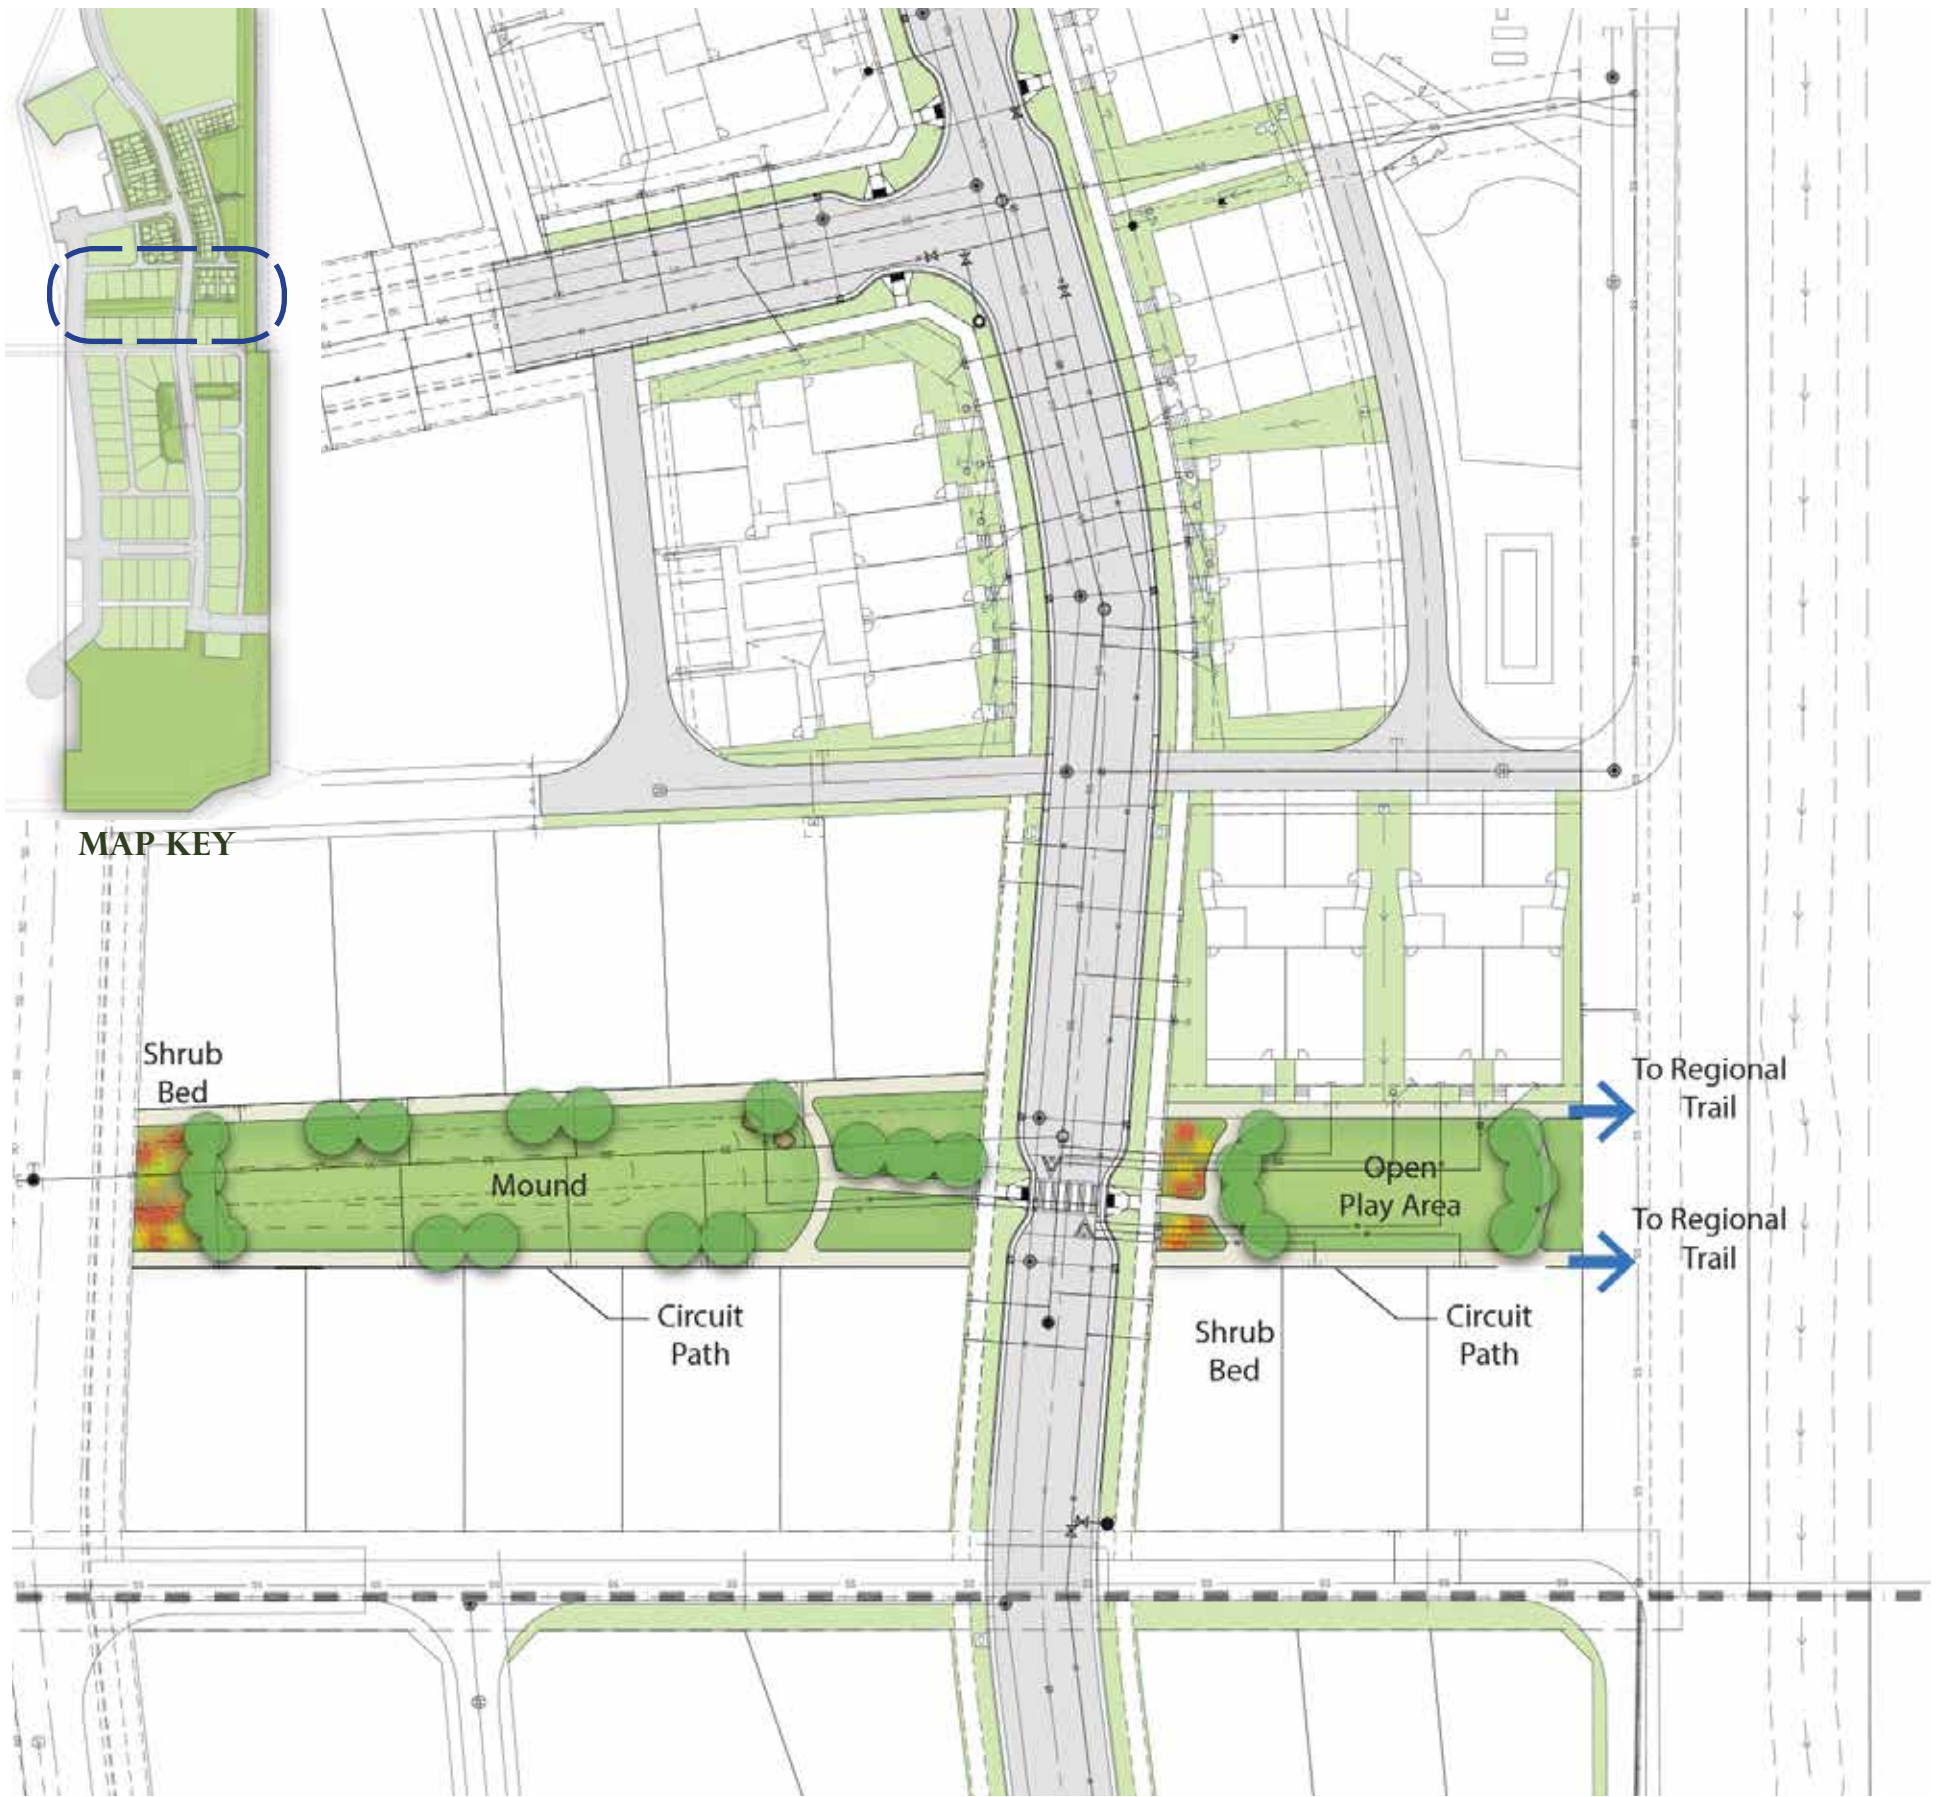 MAP KEY
Shrub
Bed
Mound
Circuit
Path
Open
Play Area
To Regional
Trail
To Regional
Trail
Shrub
Bed
Circuit
Path